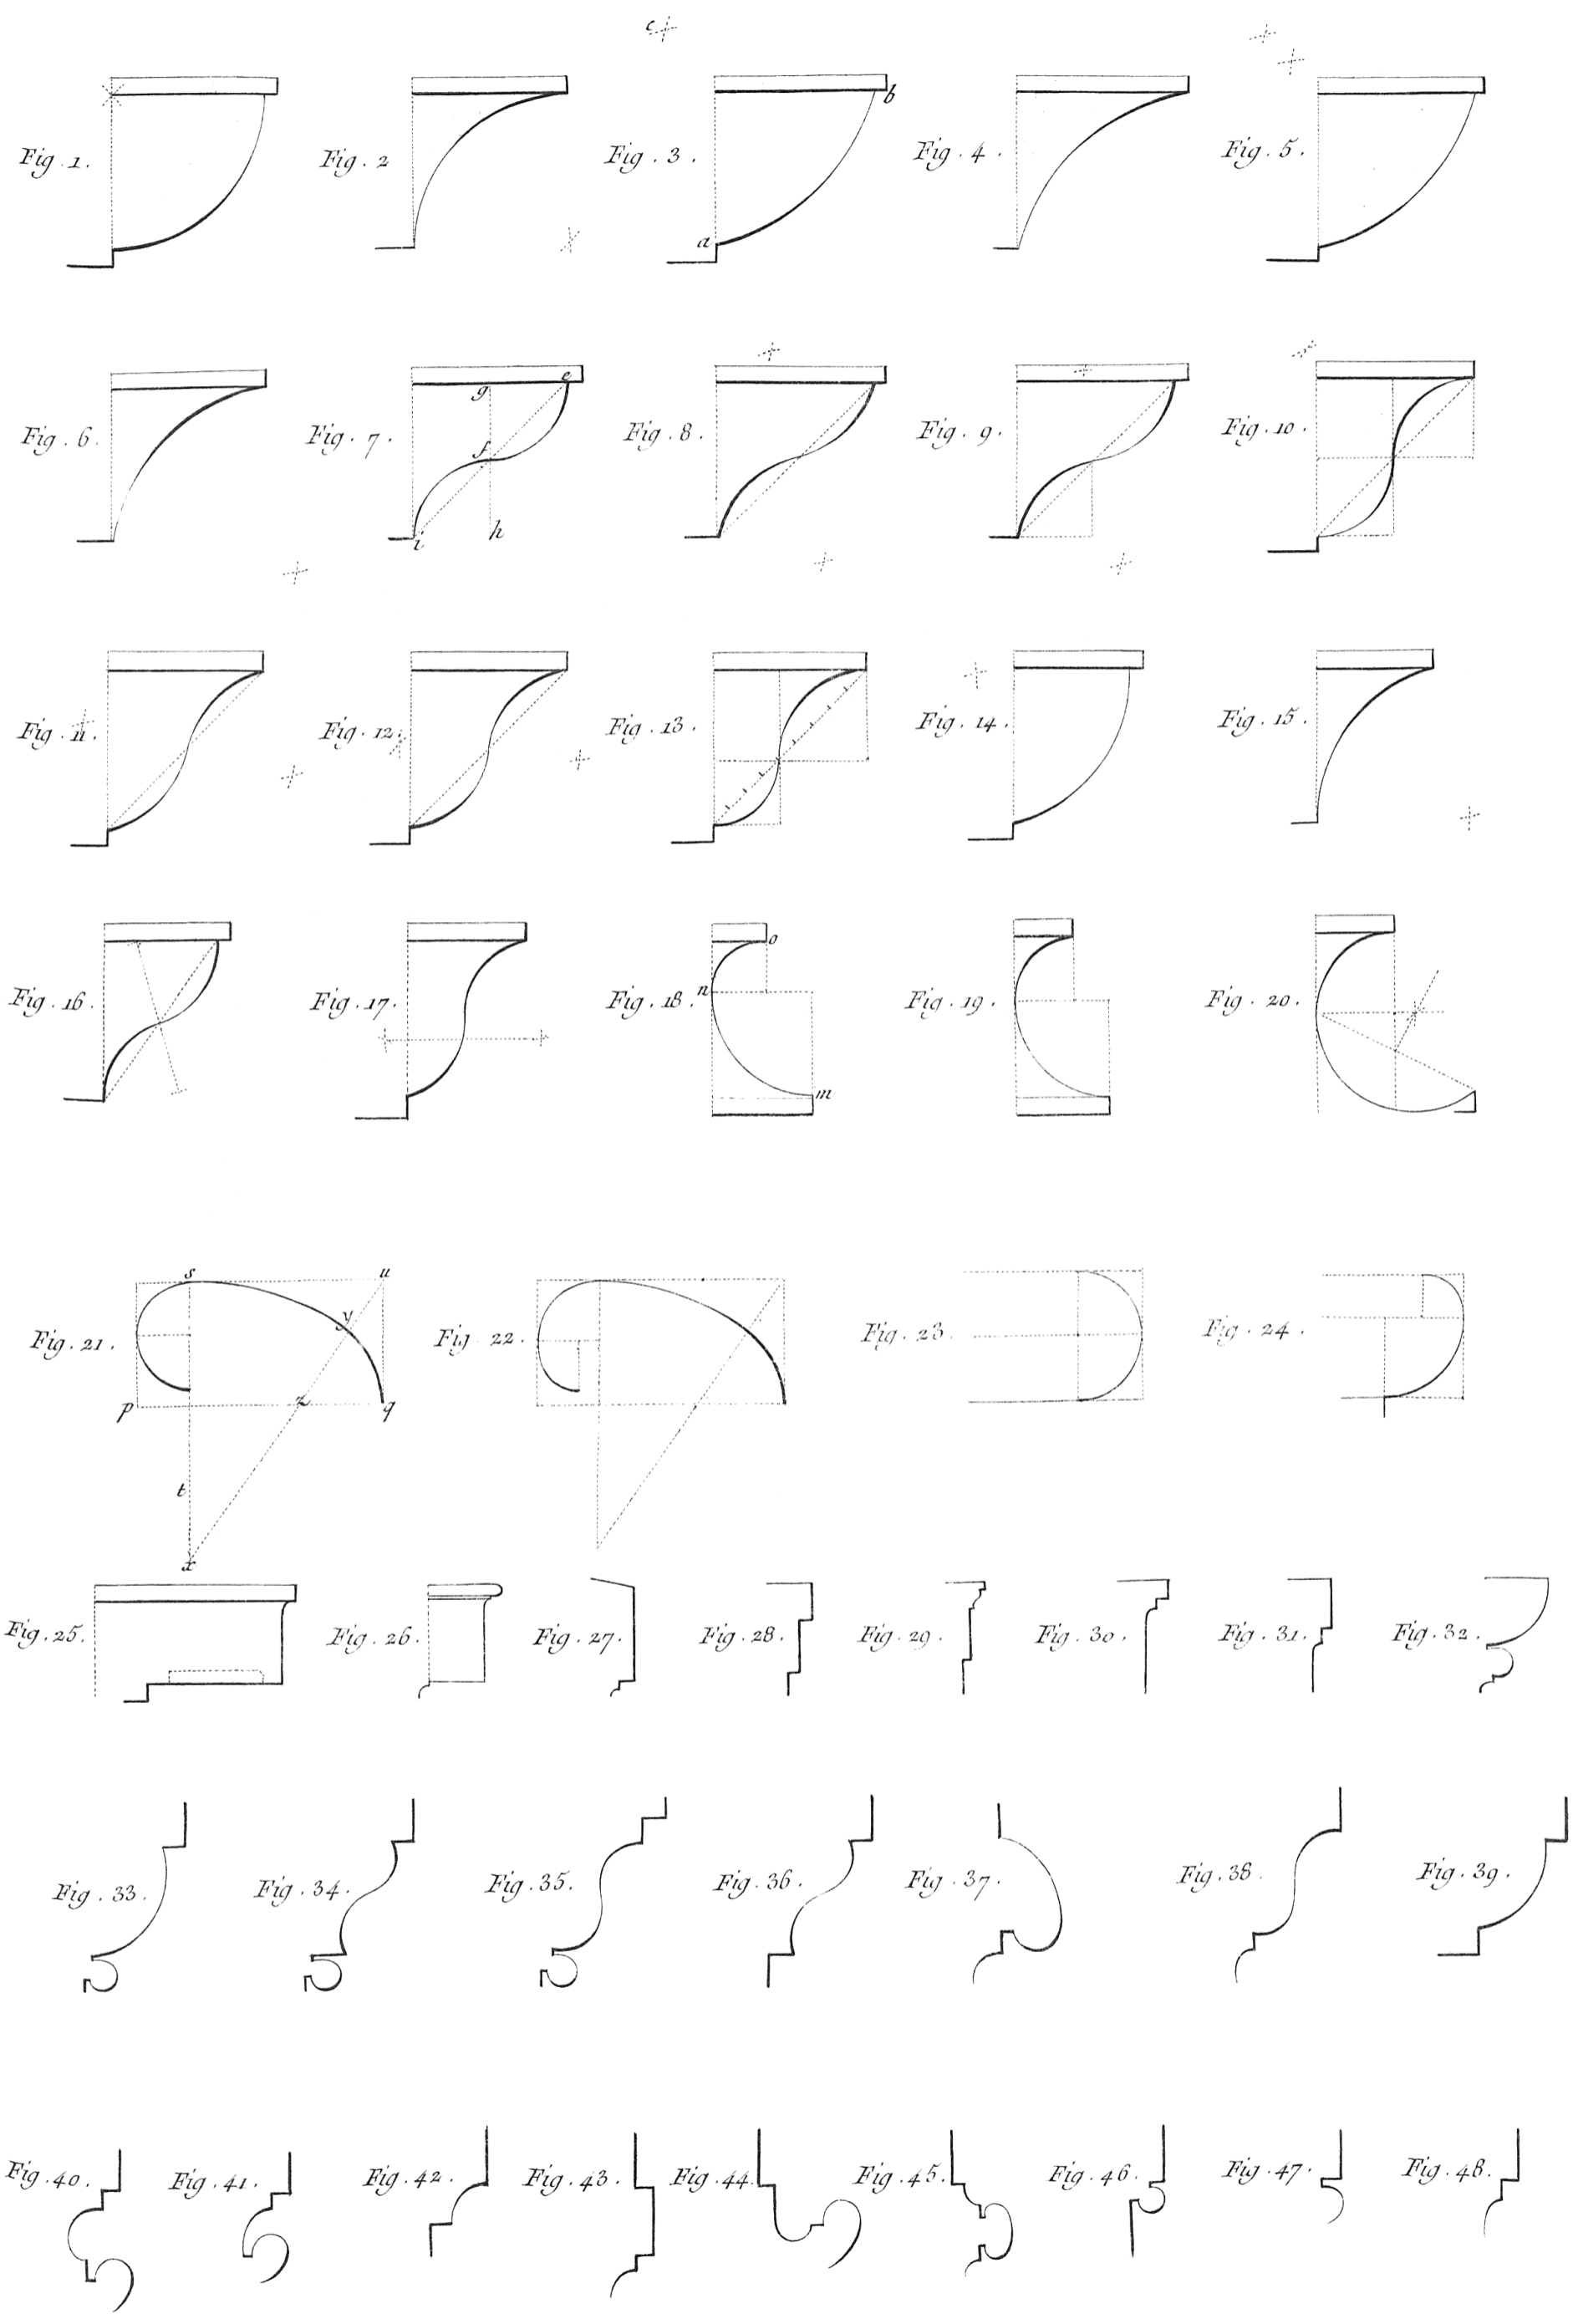 c
Fig. 1. Fig. 2 Fig. 3. b Fig. 4. Fig. 5.
a
Fig. 6. Fig. 7. g e Fig. 8. Fig. 9. Fig. 10.
f
i h
Fig. 11. Fig. 12. Fig. 13. Fig. 14. Fig. 15.
o
Fig. 16. Fig. 17. Fig. 18. n Fig. 19. Fig. 20.
m
s u
y
Fig. 21. Fig. 22. Fig. 23. Fig. 24.
p z q
t
x
Fig. 25. Fig. 26. Fig. 27. Fig. 28. Fig. 29. Fig. 30. Fig. 31. Fig. 32.
Fig. 33. Fig. 34. Fig. 35. Fig. 36. Fig. 37. Fig. 38. Fig. 39.
Fig. 40. Fig. 41. Fig. 42. Fig. 43. Fig. 44. Fig. 45. Fig. 46. Fig. 47. Fig. 48.